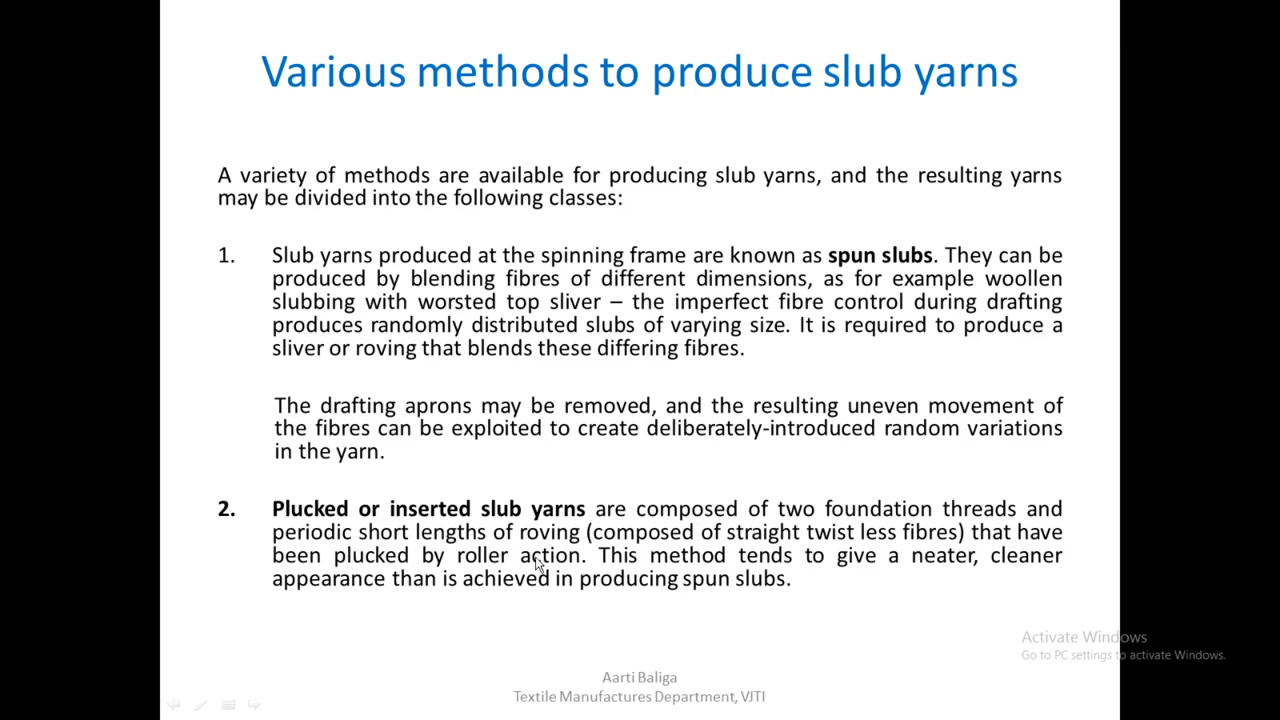 Various methods to produce slub yarns
A variety of methods are available for producing slub yarns, and the resulting yarns
may be divided into the following classes:
1. Slub yarns produced at the spinning frame are known as spun slubs. They can be
produced by blending fibres of different dimensions, as for example woollen
slubbing with worsted top sliver – the imperfect fibre control during drafting
produces randomly distributed slubs of varying size. It is required to produce a
sliver or roving that blends these differing fibres.
The drafting aprons may be removed, and the resulting uneven movement of
the fibres can be exploited to create deliberately-introduced random variations
in the yarn.
2. Plucked or inserted slub yarns are composed of two foundation threads and
periodic short lengths of roving (composed of straight twist less fibres) that have
been plucked by roller action. This method tends to give a neater, cleaner
appearance than is achieved in producing spun slubs.
Activate Windows
Go to PC settings to activate Windows.
Aarti Baliga
Textile Manufactures Department, VJTI